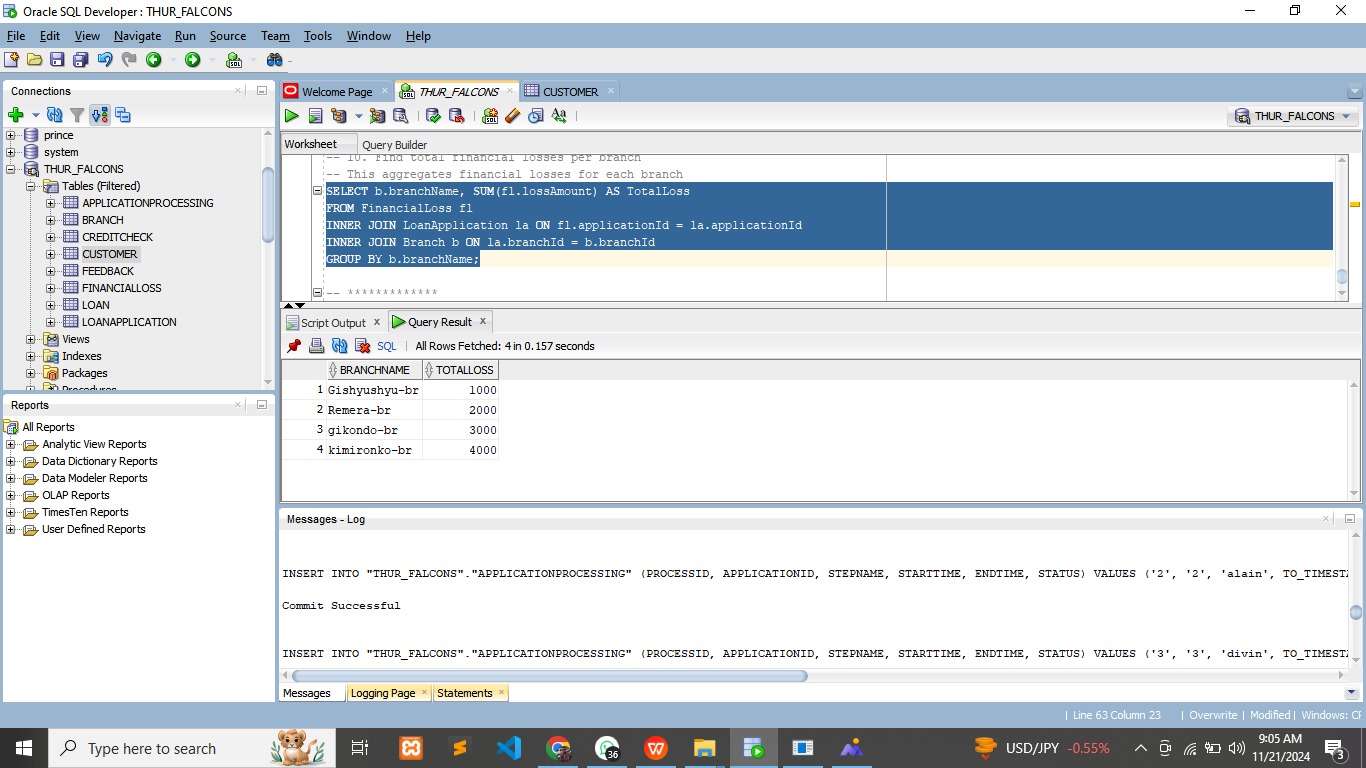 Oracle SQL Developer : THUR_FALCONS
File Edit View Navigate Run Source Team Tools Window Help
Connections
prince
system
THUR_FALCONS
Tables (Filtered)
APPLICATIONPROCESSING
BRANCH
CREDITCHECK
CUSTOMER
FEEDBACK
FINANCIALLOSS
LOAN
LOANAPPLICATION
Views
Indexes
Packages
Procedures
Reports
All Reports
Analytic View Reports
Data Dictionary Reports
Data Modeler Reports
OLAP Reports
TimesTen Reports
User Defined Reports
Welcome Page THUR_FALCONS CUSTOMER
THUR_FALCONS
Worksheet Query Builder
-- 10. Find total financial losses per branch
-- This aggregates financial losses for each branch
SELECT b.branchName, SUM(fl.lossAmount) AS TotalLoss
FROM FinancialLoss fl
INNER JOIN LoanApplication la ON fl.applicationId = la.applicationId
INNER JOIN Branch b ON la.branchId = b.branchId
GROUP BY b.branchName;
-- *************
Script Output x Query Result x
SQL | All Rows Fetched: 4 in 0.157 seconds
BRANCHNAME TOTALLOSS
1 Gishyushyu-br 1000
2 Remera-br 2000
3 gikondo-br 3000
4 kimironko-br 4000
Messages - Log
INSERT INTO "THUR_FALCONS"."APPLICATIONPROCESSING" (PROCESSID, APPLICATIONID, STEPNAME, STARTTIME, ENDTIME, STATUS) VALUES ('2', '2', 'alain', TO_TIMESTA
Commit Successful
INSERT INTO "THUR_FALCONS"."APPLICATIONPROCESSING" (PROCESSID, APPLICATIONID, STEPNAME, STARTTIME, ENDTIME, STATUS) VALUES ('3', '3', 'divin', TO_TIMESTA
Messages Logging Page Statements
| Line 63 Column 23 | Overwrite | Modified | Windows: CR
Type here to search
36
USD/JPY -0.55%
9:05 AM
11/21/2024
3